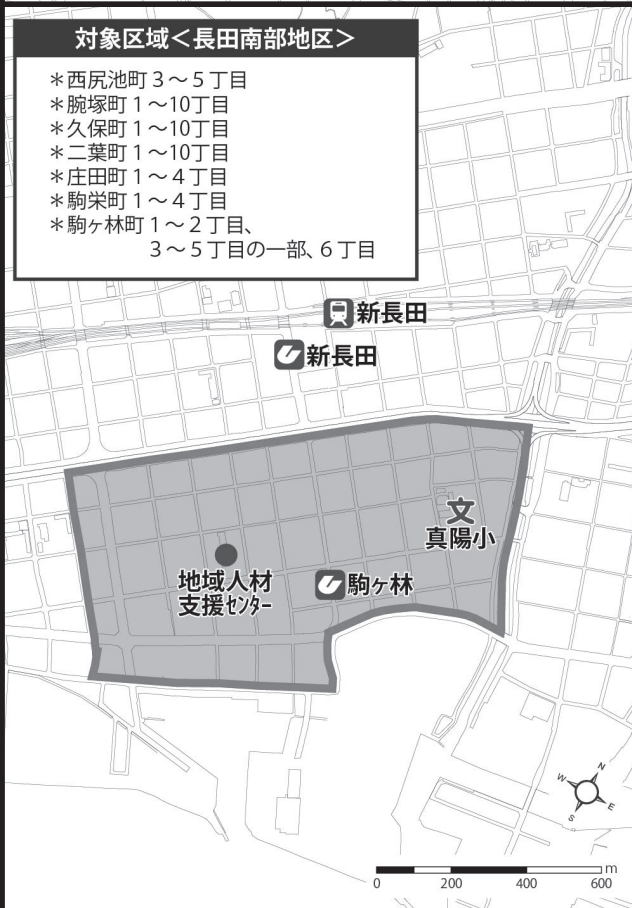 対象区域＜長田南部地区＞
＊西尻池町３～５丁目
＊腕塚町１～10丁目
＊久保町１～10丁目
＊二葉町１～10丁目
＊庄田町１～４丁目
＊駒栄町１～４丁目
＊駒ヶ林町１～２丁目、
３～５丁目の一部、６丁目
新長田
新長田
文
真陽小
地域人材
支援ｾﾝﾀｰ
駒ヶ林
N
W
E
S
m
0 200 400 600